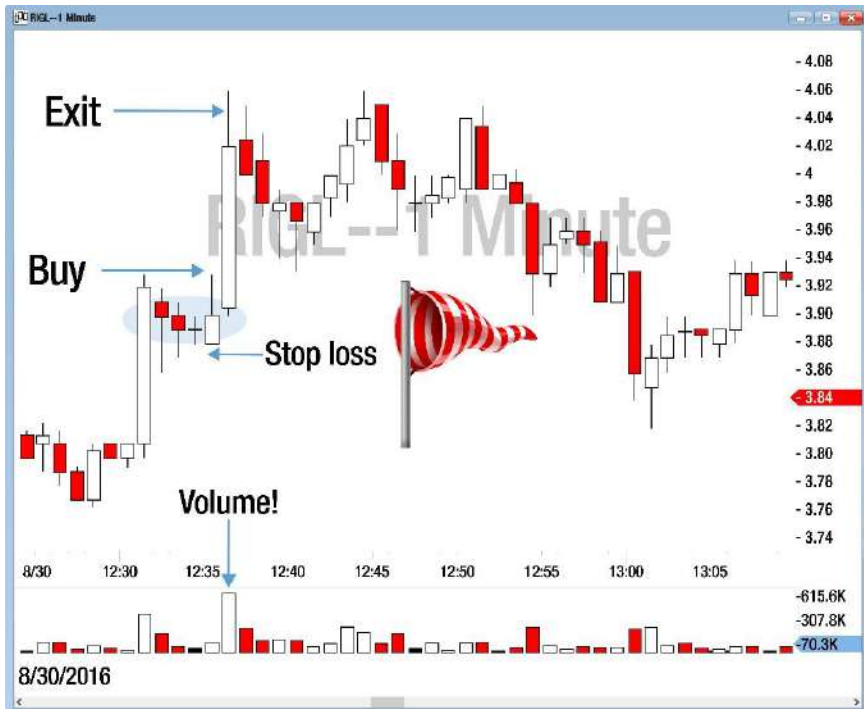 RIGL--1 Minute
RIGL--1 Minute
4.08
4.06
Exit
4.04
4.02
4
3.98
3.96
Buy
3.94
3.92
3.90
3.88
Stop loss
3.86
3.84
3.82
3.80
3.78
Volume!
3.76
3.74
8/30 12:30 12:35 12:40 12:45 12:50 12:55 13:00 13:05
615.6K
307.8K
70.3K
8/30/2016